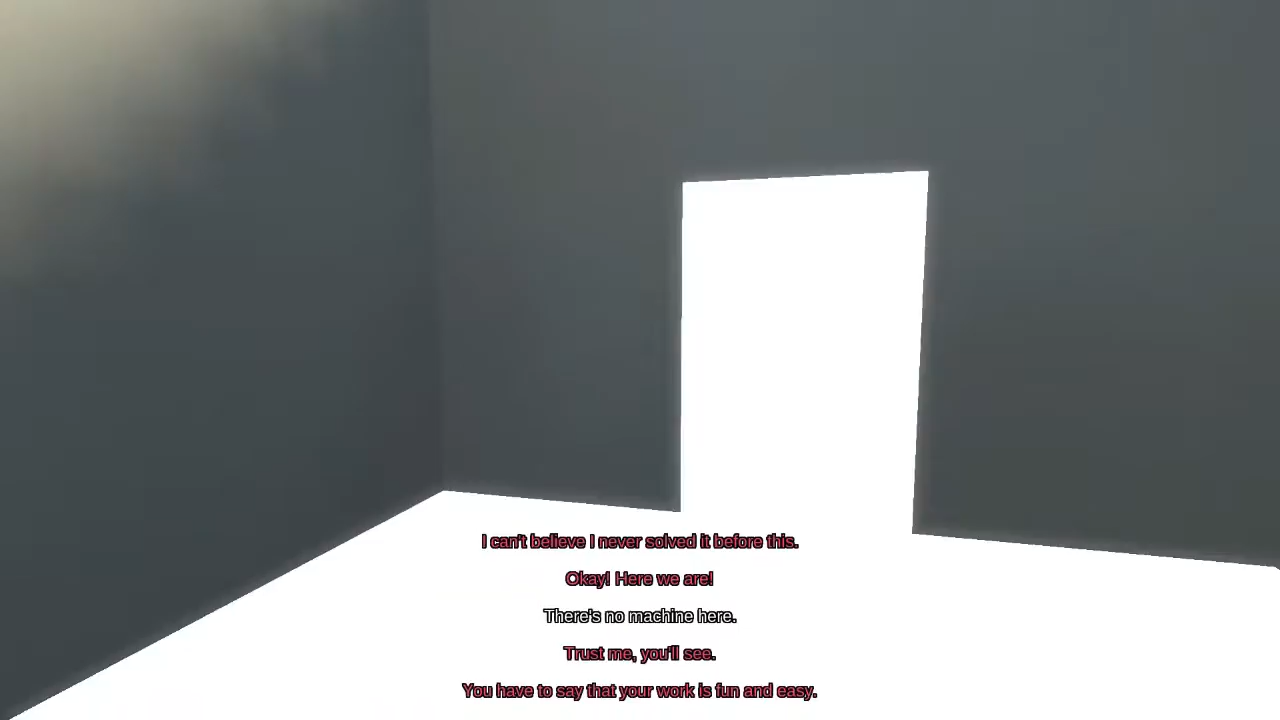 I can't believe I never solved it before this.
Okay! Here we are!
There's no machine here.
Trust me, you'll see.
You have to say that your work is fun and easy.